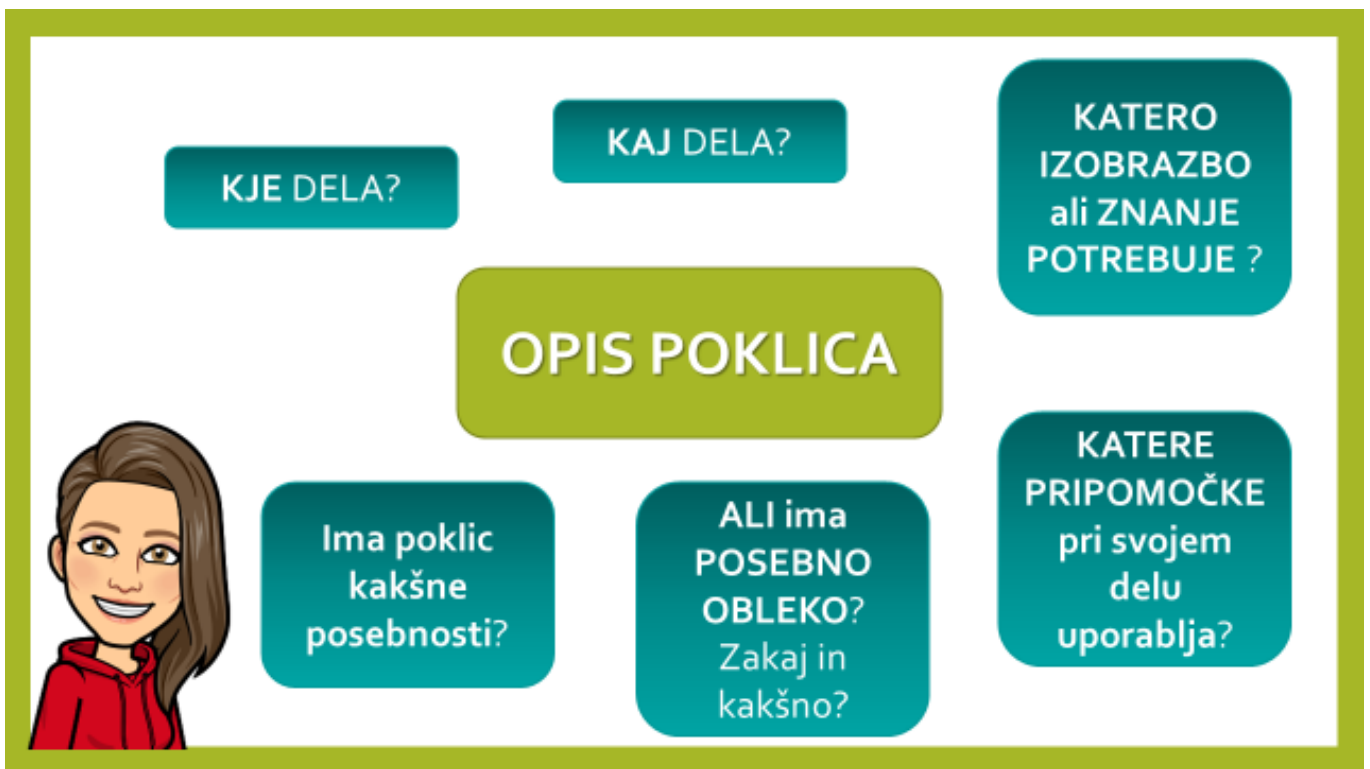 KJE DELA?
KAJ DELA?
KATERO
IZOBRAZBO
ali ZNANJE
POTREBUJE ?
OPIS POKLICA
Ima poklic
kakšne
posebnosti?
ALI ima
POSEBNO
OBLEKO?
Zakaj in
kakšno?
KATERE
PRIPOMOČKE
pri svojem
delu
uporablja?